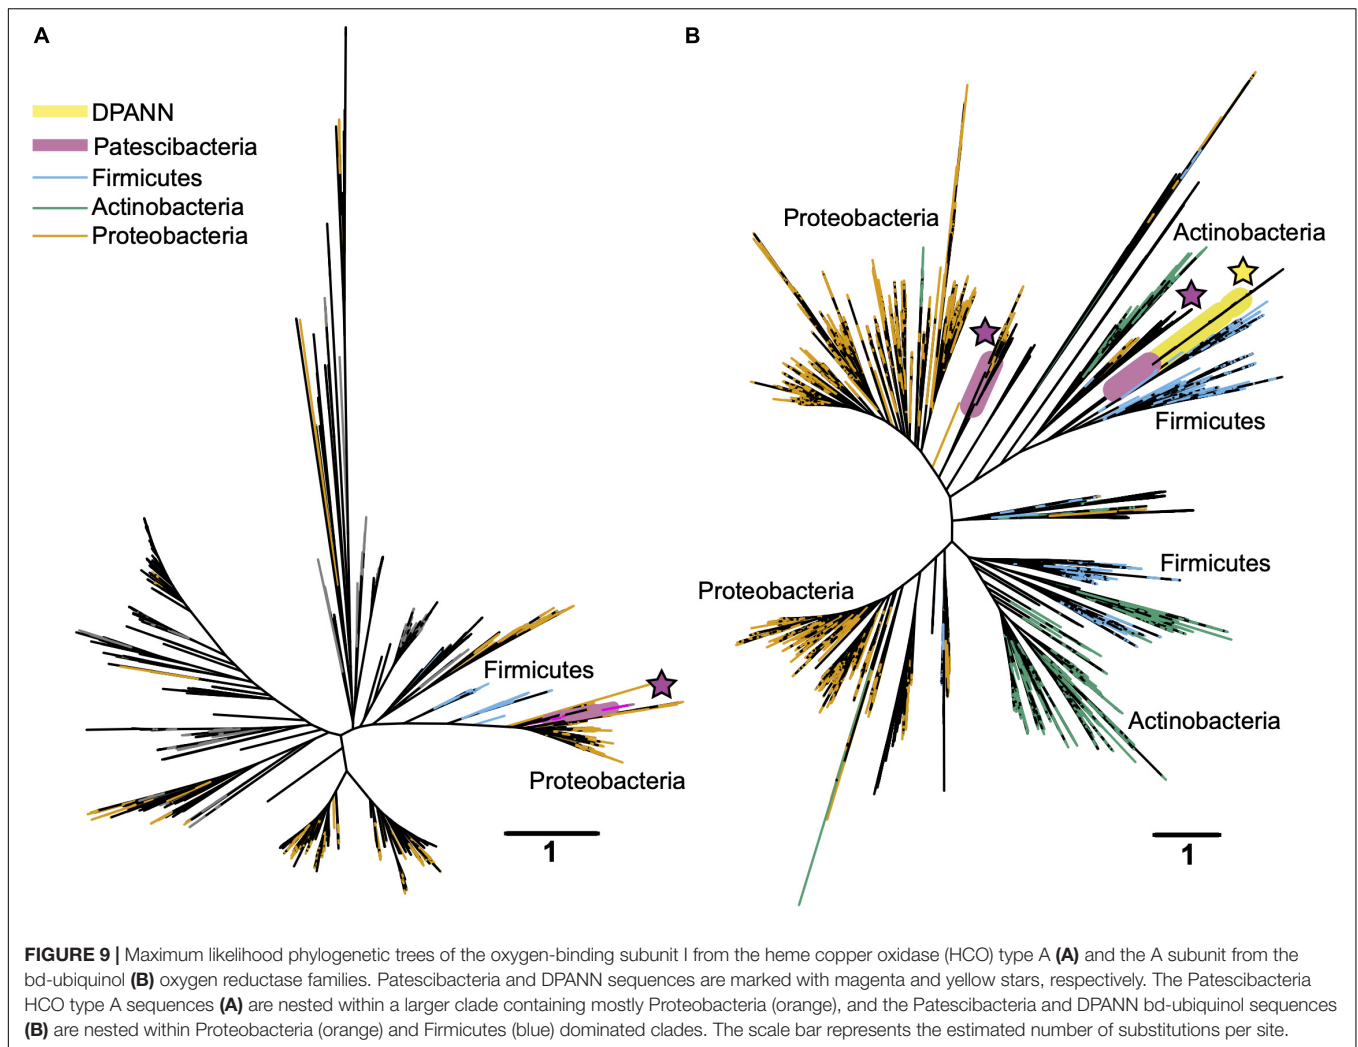 A
B
DPANN
Patescibacteria
Firmicutes
Actinobacteria
Proteobacteria
Proteobacteria
Actinobacteria
Firmicutes
Firmicutes
Proteobacteria
Firmicutes
Actinobacteria
Proteobacteria
1
1
FIGURE 9 | Maximum likelihood phylogenetic trees of the oxygen-binding subunit I from the heme copper oxidase (HCO) type A (A) and the A subunit from the
bd-ubiquinol (B) oxygen reductase families. Patescibacteria and DPANN sequences are marked with magenta and yellow stars, respectively. The Patescibacteria
HCO type A sequences (A) are nested within a larger clade containing mostly Proteobacteria (orange), and the Patescibacteria and DPANN bd-ubiquinol sequences
(B) are nested within Proteobacteria (orange) and Firmicutes (blue) dominated clades. The scale bar represents the estimated number of substitutions per site.